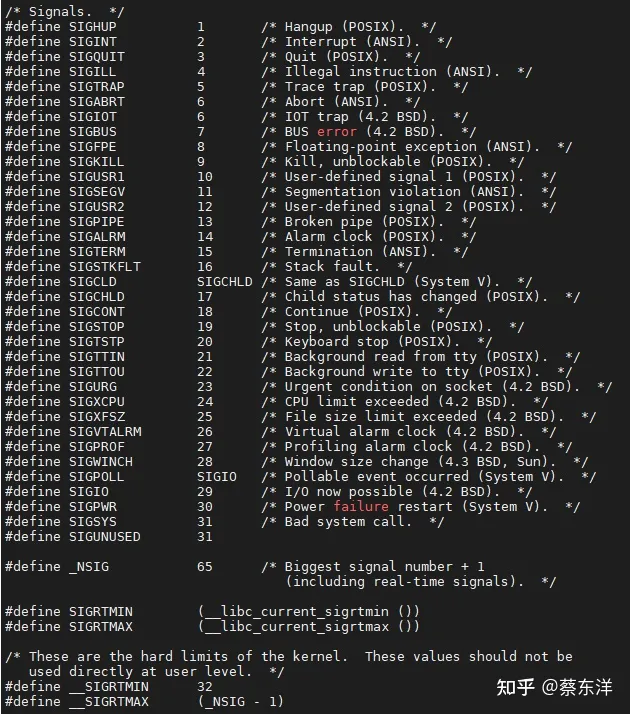 /* Signals.  */
#define SIGHUP          1       /* Hangup (POSIX).  */
#define SIGINT          2       /* Interrupt (ANSI).  */
#define SIGQUIT         3       /* Quit (POSIX).  */
#define SIGILL          4       /* Illegal instruction (ANSI).  */
#define SIGTRAP         5       /* Trace trap (POSIX).  */
#define SIGABRT         6       /* Abort (ANSI).  */
#define SIGIOT          6       /* IOT trap (4.2 BSD).  */
#define SIGBUS          7       /* BUS error (4.2 BSD).  */
#define SIGFPE          8       /* Floating-point exception (ANSI).  */
#define SIGKILL         9       /* Kill, unblockable (POSIX).  */
#define SIGUSR1         10      /* User-defined signal 1 (POSIX).  */
#define SIGSEGV         11      /* Segmentation violation (ANSI).  */
#define SIGUSR2         12      /* User-defined signal 2 (POSIX).  */
#define SIGPIPE         13      /* Broken pipe (POSIX).  */
#define SIGALRM         14      /* Alarm clock (POSIX).  */
#define SIGTERM         15      /* Termination (ANSI).  */
#define SIGSTKFLT       16      /* Stack fault.  */
#define SIGCLD          SIGCHLD /* Same as SIGCHLD (System V).  */
#define SIGCHLD         17      /* Child status has changed (POSIX).  */
#define SIGCONT         18      /* Continue (POSIX).  */
#define SIGSTOP         19      /* Stop, unblockable (POSIX).  */
#define SIGTSTP         20      /* Keyboard stop (POSIX).  */
#define SIGTTIN         21      /* Background read from tty (POSIX).  */
#define SIGTTOU         22      /* Background write to tty (POSIX).  */
#define SIGURG          23      /* Urgent condition on socket (4.2 BSD).  */
#define SIGXCPU         24      /* CPU limit exceeded (4.2 BSD).  */
#define SIGXFSZ         25      /* File size limit exceeded (4.2 BSD).  */
#define SIGVTALRM       26      /* Virtual alarm clock (4.2 BSD).  */
#define SIGPROF         27      /* Profiling alarm clock (4.2 BSD).  */
#define SIGWINCH        28      /* Window size change (4.3 BSD, Sun).  */
#define SIGPOLL         SIGIO   /* Pollable event occurred (System V).  */
#define SIGIO           29      /* I/O now possible (4.2 BSD).  */
#define SIGPWR          30      /* Power failure restart (System V).  */
#define SIGSYS          31      /* Bad system call.  */
#define SIGUNUSED       31
#define _NSIG           65      /* Biggest signal number + 1
                                   (including real-time signals).  */
#define SIGRTMIN        (__libc_current_sigrtmin ())
#define SIGRTMAX        (__libc_current_sigrtmax ())
/* These are the hard limits of the kernel.  These values should not be
   used directly at user level.  */
#define __SIGRTMIN      32
#define __SIGRTMAX      (_NSIG - 1)
知乎 @蔡东洋